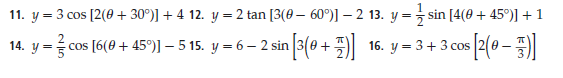 11. y = 3 cos [2(θ + 30°)] + 4 12. y = 2 tan [3(θ − 60°)] − 2 13. y = 1/2 sin [4(θ + 45°)] + 1
14. y = 2/5 cos [6(θ + 45°)] − 5 15. y = 6 − 2 sin [3(θ + π/2)] 16. y = 3 + 3 cos [2(θ − π/3)]